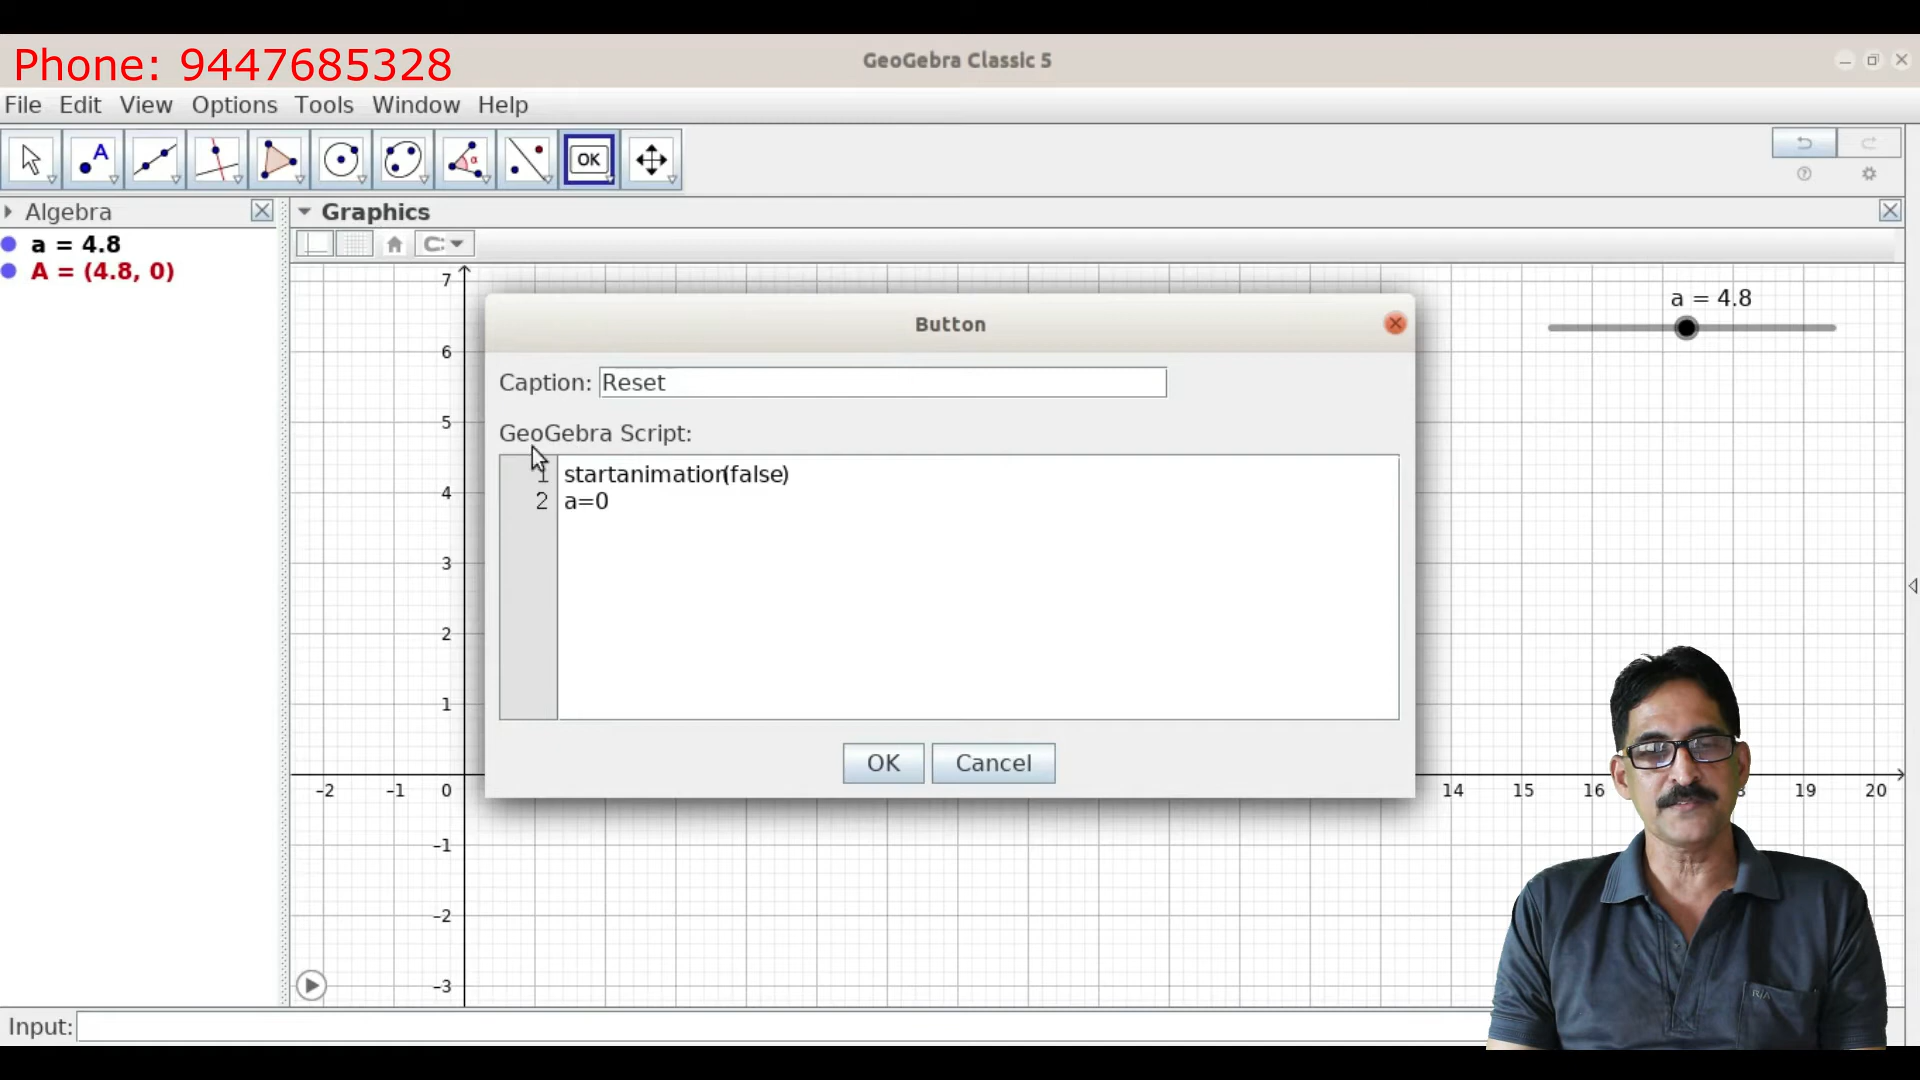 Phone: 9447685328
GeoGebra Classic 5
File Edit View Options Tools Window Help
A α OK
Algebra
Graphics
a = 4.8
A = (4.8, 0)
a = 4.8
Button
Caption: Reset
GeoGebra Script:
1 startanimation(false)
2 a=0
OK Cancel
7
6
5
4
3
2
1
-2 -1 0 14 15 16 19 20
-1
-2
-3
R/A
Input: